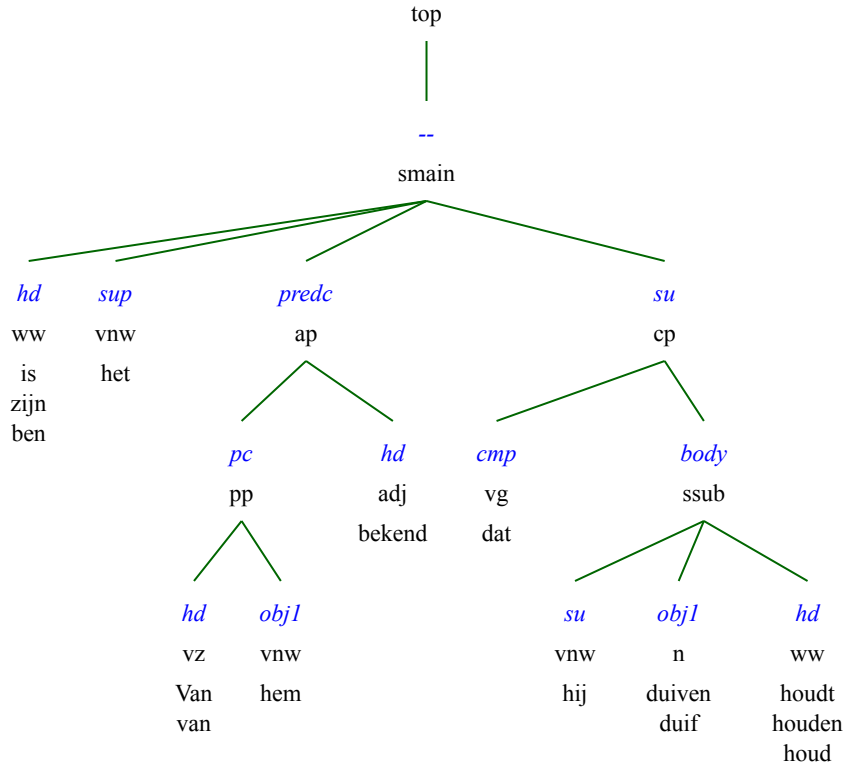 top
--
smain
hd sup predc su
ww vnw ap cp
is het
zijn
ben
pc hd cmp body
pp adj vg ssub
bekend dat
hd obj1 su obj1 hd
vz vnw vnw n ww
Van hem hij duiven houdt
van duif houden
houd